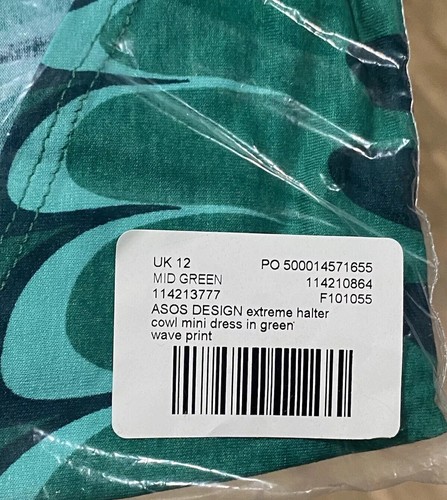 UK 12 PO 500014571655
MID GREEN 114210864
114213777 F101055
ASOS DESIGN extreme halter
cowl mini dress in green
wave print